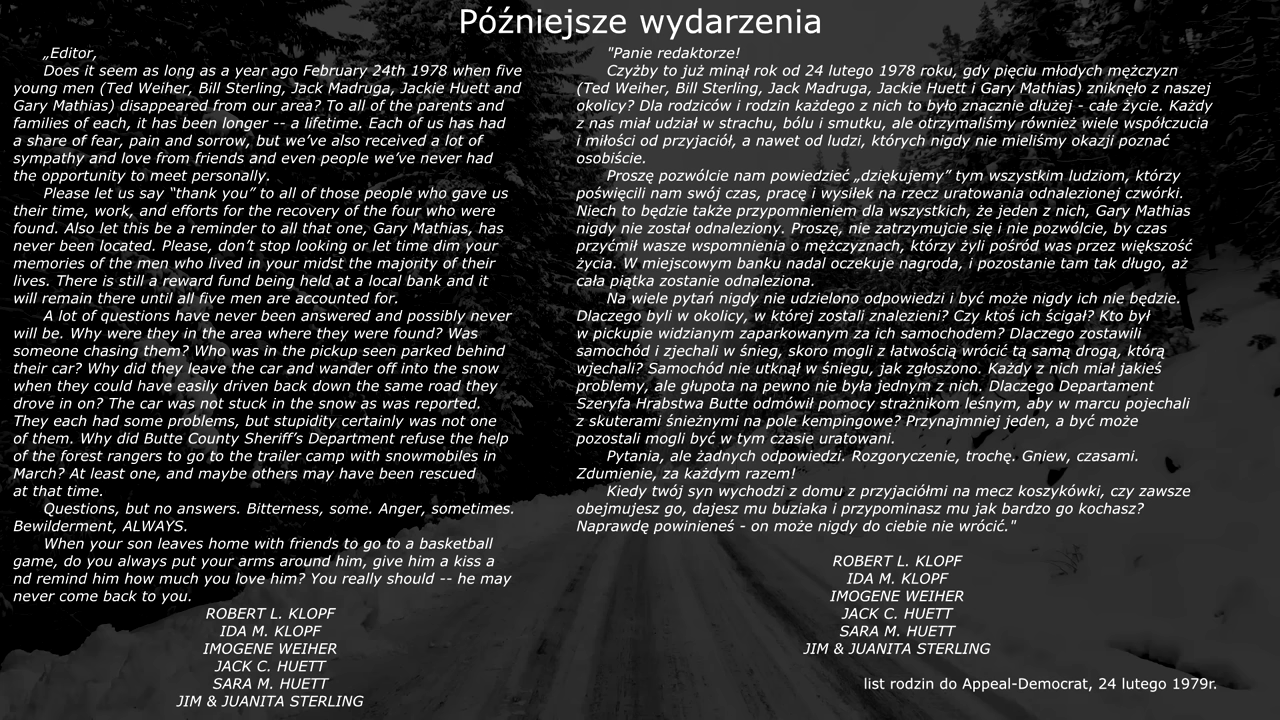 Późniejsze wydarzenia
„Editor,
Does it seem as long as a year ago February 24th 1978 when five
young men (Ted Weiher, Bill Sterling, Jack Madruga, Jackie Huett and
Gary Mathias) disappeared from our area? To all of the parents and
families of each, it has been longer -- a lifetime. Each of us has had
a share of fear, pain and sorrow, but we’ve also received a lot of
sympathy and love from friends and even people we’ve never had
the opportunity to meet personally.
Please let us say “thank you” to all of those people who gave us
their time, work, and efforts for the recovery of the four who were
found. Also let this be a reminder to all that one, Gary Mathias, has
never been located. Please, don’t stop looking or let time dim your
memories of the men who lived in your midst the majority of their
lives. There is still a reward fund being held at a local bank and it
will remain there until all five men are accounted for.
A lot of questions have never been answered and possibly never
will be. Why were they in the area where they were found? Was
someone chasing them? Who was in the pickup seen parked behind
their car? Why did they leave the car and wander off into the snow
when they could have easily driven back down the same road they
drove in on? The car was not stuck in the snow as was reported.
They each had some problems, but stupidity certainly was not one
of them. Why did Butte County Sheriff’s Department refuse the help
of the forest rangers to go to the trailer camp with snowmobiles in
March? At least one, and maybe others may have been rescued
at that time.
Questions, but no answers. Bitterness, some. Anger, sometimes.
Bewilderment, ALWAYS.
When your son leaves home with friends to go to a basketball
game, do you always put your arms around him, give him a kiss a
nd remind him how much you love him? You really should -- he may
never come back to you.
ROBERT L. KLOPF
IDA M. KLOPF
IMOGENE WEIHER
JACK C. HUETT
SARA M. HUETT
JIM & JUANITA STERLING
"Panie redaktorze!
Czyżby to już minął rok od 24 lutego 1978 roku, gdy pięciu młodych mężczyzn
(Ted Weiher, Bill Sterling, Jack Madruga, Jackie Huett i Gary Mathias) zniknęło z naszej
okolicy? Dla rodziców i rodzin każdego z nich to było znacznie dłużej - całe życie. Każdy
z nas miał udział w strachu, bólu i smutku, ale otrzymaliśmy również wiele współczucia
i miłości od przyjaciół, a nawet od ludzi, których nigdy nie mieliśmy okazji poznać
osobiście.
Proszę pozwólcie nam powiedzieć „dziękujemy” tym wszystkim ludziom, którzy
poświęcili nam swój czas, pracę i wysiłek na rzecz uratowania odnalezionej czwórki.
Niech to będzie także przypomnieniem dla wszystkich, że jeden z nich, Gary Mathias
nigdy nie został odnaleziony. Proszę, nie zatrzymujcie się i nie pozwólcie, by czas
przyćmił wasze wspomnienia o mężczyznach, którzy żyli pośród was przez większość
życia. W miejscowym banku nadal oczekuje nagroda, i pozostanie tam tak długo, aż
cała piątka zostanie odnaleziona.
Na wiele pytań nigdy nie udzielono odpowiedzi i być może nigdy ich nie będzie.
Dlaczego byli w okolicy, w której zostali znalezieni? Czy ktoś ich ścigał? Kto był
w pickupie widzianym zaparkowanym za ich samochodem? Dlaczego zostawili
samochód i zjechali w śnieg, skoro mogli z łatwością wrócić tą samą drogą, którą
wjechali? Samochód nie utknął w śniegu, jak zgłoszono. Każdy z nich miał jakieś
problemy, ale głupota na pewno nie była jednym z nich. Dlaczego Departament
Szeryfa Hrabstwa Butte odmówił pomocy strażnikom leśnym, aby w marcu pojechali
z skuterami śnieżnymi na pole kempingowe? Przynajmniej jeden, a być może
pozostali mogli być w tym czasie uratowani.
Pytania, ale żadnych odpowiedzi. Rozgoryczenie, trochę. Gniew, czasami.
Zdumienie, za każdym razem!
Kiedy twój syn wychodzi z domu z przyjaciółmi na mecz koszykówki, czy zawsze
obejmujesz go, dajesz mu buziaka i przypominasz mu jak bardzo go kochasz?
Naprawdę powinieneś - on może nigdy do ciebie nie wrócić."
ROBERT L. KLOPF
IDA M. KLOPF
IMOGENE WEIHER
JACK C. HUETT
SARA M. HUETT
JIM & JUANITA STERLING
list rodzin do Appeal-Democrat, 24 lutego 1979r.